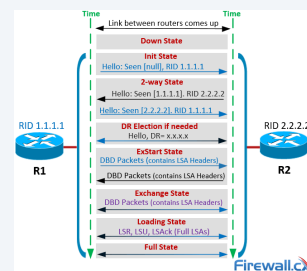 Time
Time
Link between routers comes up
Down State
Init State
Hello: Seen [null], RID 1.1.1.1
2-way State
Hello: Seen [1.1.1.1]. RID 2.2.2.2
Hello: Seen [2.2.2.2]. RID 1.1.1.1
RID 1.1.1.1
RID 2.2.2.2
DR Election if needed
Hello, DR= x.x.x.x
R1
R2
ExStart State
DBD Packets (contains LSA Headers)
DBD Packets (contains LSA Headers)
Exchange State
DBD Packets (contains LSA Headers)
Loading State
LSR, LSU, LSAck (Full LSAs)
Full State
Firewall.cx